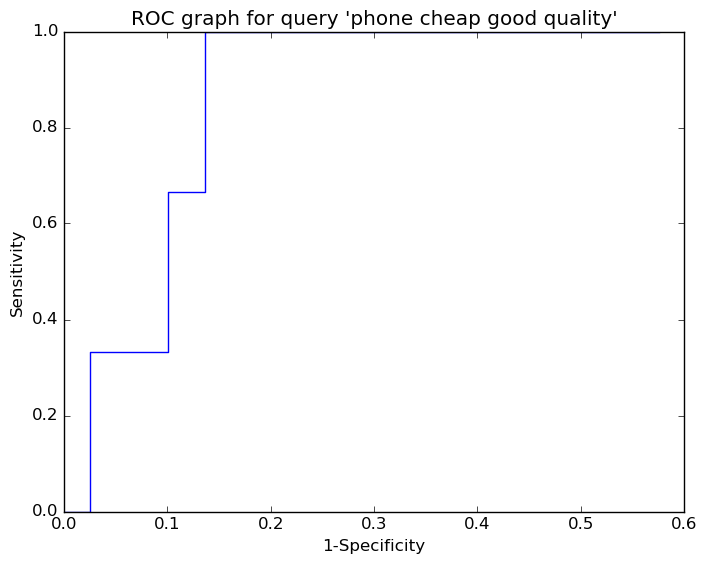 ROC graph for query 'phone cheap good quality'
1.0
0.8
0.6
0.4
0.2
0.0
Sensitivity
0.0 0.1 0.2 0.3 0.4 0.5 0.6
1-Specificity